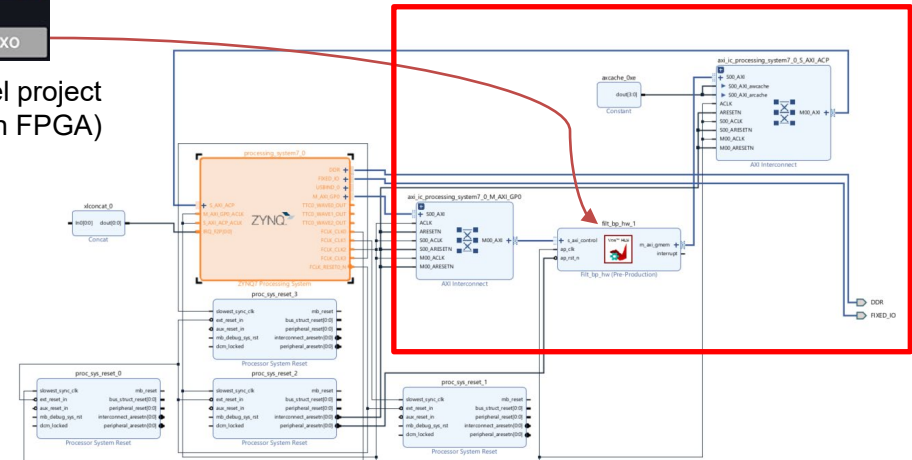 xo
el project
n FPGA)
axi_ic_processing_system7_0_S_AXI_ACP
S00_AXI
S00_AXI_awcache
S00_AXI_arcache
ACLK
ARESETN
S00_ACLK
S00_ARESETN
M00_ACLK
M00_ARESETN
M00_AXI
AXI Interconnect
axcache_0xe
dout[3:0]
Constant
processing_system7_0
DDR
FIXED_IO
USBIND_0
M_AXI_GP0
TTC0_WAVE0_OUT
TTC0_WAVE1_OUT
TTC0_WAVE2_OUT
FCLK_CLK0
FCLK_CLK1
FCLK_CLK2
FCLK_RESET0_N
S_AXI_ACP
M_AXI_GP0_ACLK
S_AXI_ACP_ACLK
IRQ_F2P[0:0]
ZYNQ
ZYNQ7 Processing System
xlconcat_0
In0[0:0] dout[0:0]
Concat
axi_ic_processing_system7_0_M_AXI_GP0
S00_AXI
ACLK
ARESETN
S00_ACLK
S00_ARESETN
M00_ACLK
M00_ARESETN
M00_AXI
AXI Interconnect
filt_bp_hw_1
s_axi_control
ap_clk
ap_rst_n
m_axi_gmem
interrupt
filt_bp_hw (Pre-Production)
DDR
FIXED_IO
proc_sys_reset_3
slowest_sync_clk mb_reset
ext_reset_in bus_struct_reset[0:0]
aux_reset_in peripheral_reset[0:0]
mb_debug_sys_rst interconnect_aresetn[0:0]
dcm_locked peripheral_aresetn[0:0]
Processor System Reset
proc_sys_reset_0
slowest_sync_clk mb_reset
ext_reset_in bus_struct_reset[0:0]
aux_reset_in peripheral_reset[0:0]
mb_debug_sys_rst interconnect_aresetn[0:0]
dcm_locked peripheral_aresetn[0:0]
Processor System Reset
proc_sys_reset_2
slowest_sync_clk mb_reset
ext_reset_in bus_struct_reset[0:0]
aux_reset_in peripheral_reset[0:0]
mb_debug_sys_rst interconnect_aresetn[0:0]
dcm_locked peripheral_aresetn[0:0]
Processor System Reset
proc_sys_reset_1
slowest_sync_clk mb_reset
ext_reset_in bus_struct_reset[0:0]
aux_reset_in peripheral_reset[0:0]
mb_debug_sys_rst interconnect_aresetn[0:0]
dcm_locked peripheral_aresetn[0:0]
Processor System Reset